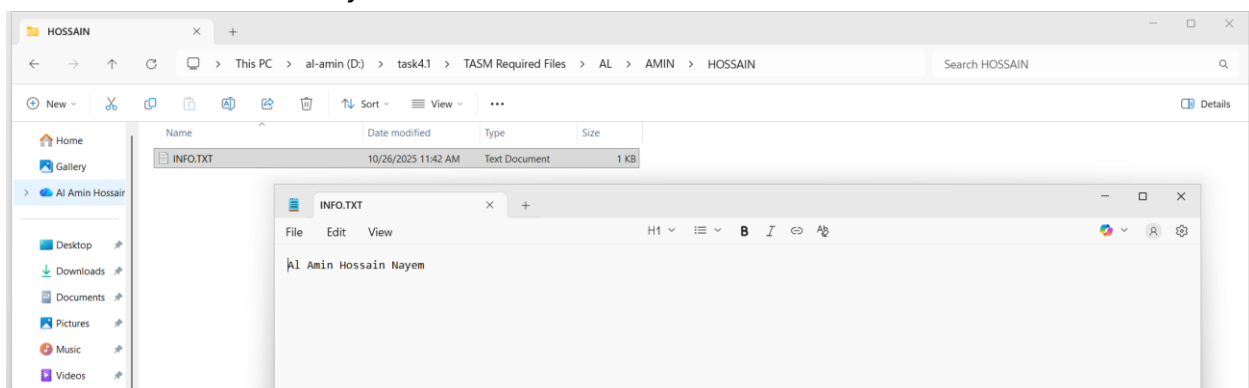 HOSSAIN
This PC > al-amin (D:) > task4.1 > TASM Required Files > AL > AMIN > HOSSAIN
Search HOSSAIN
New
Sort
View
Details
Name
Date modified
Type
Size
INFO.TXT
10/26/2025 11:42 AM
Text Document
1 KB
Home
Gallery
Al Amin Hossain
Desktop
Downloads
Documents
Pictures
Music
Videos
INFO.TXT
File Edit View
H1
B I
Al Amin Hossain Nayem